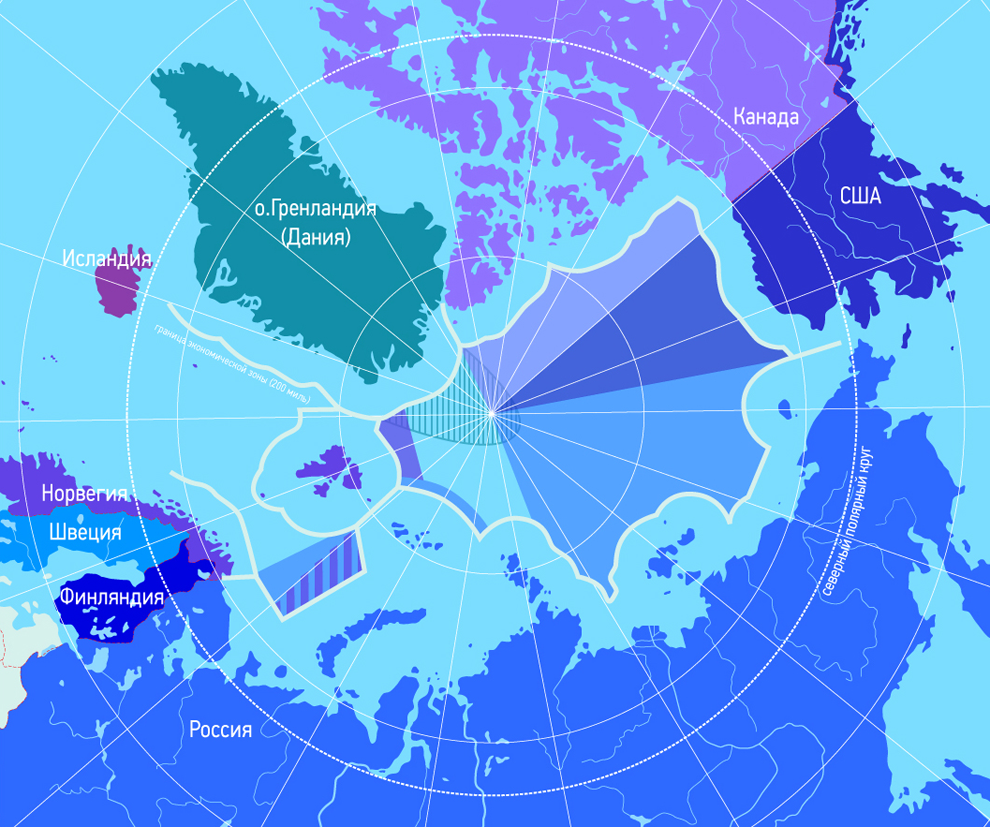 Канада
США
о.Гренландия
(Дания)
Исландия
граница экономической зоны (200 миль)
северный полярный круг
Норвегия
Швеция
Финляндия
Россия